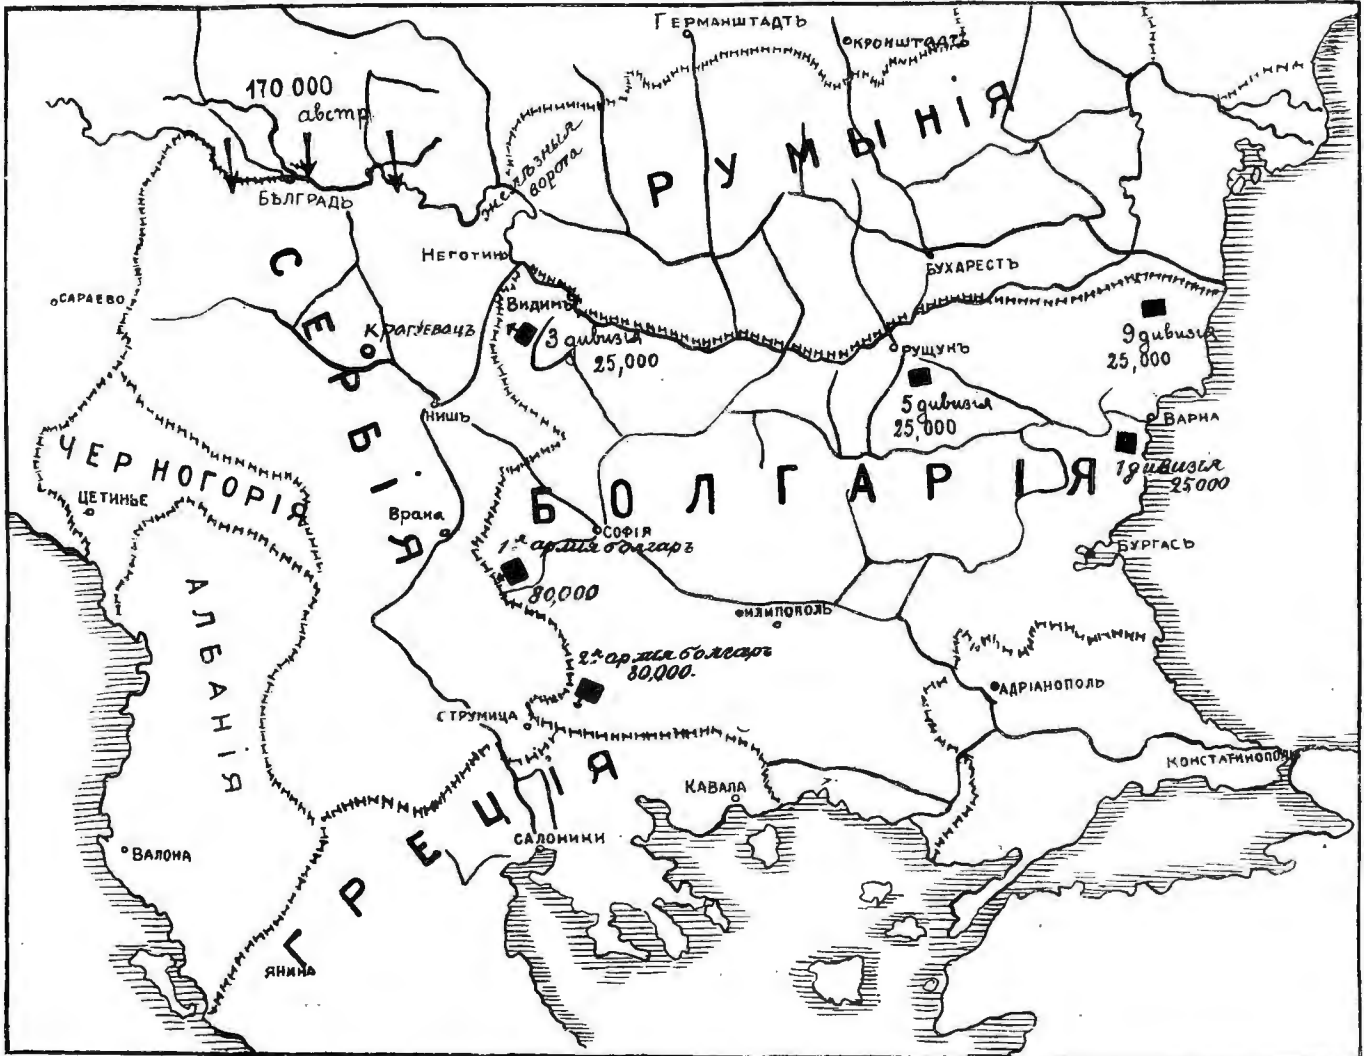 ГЕРМАНШТАДТЪ
КРОНШТАДТЪ
170 000
австр.
РУМЫНІЯ
желѣзныя
ворота
БѢЛГРАДЪ
НЕГОТИНЪ
БУХАРЕСТЪ
САРАЕВО
СЕРБІЯ
Крагуевацъ
Видинъ
3 дивизія
25,000
9 дивизія
25,000
РУЩУКЪ
5 дивизія
25,000
НИШЪ
ВАРНА
1 дивизія
25000
ЧЕРНОГОРІЯ
ЦЕТИНЬЕ
БОЛГАРІЯ
Врана
СОФІЯ
1ª армія болгаръ
80,000
БУРГАСЪ
АЛБАНІЯ
ФИЛИПОПОЛЬ
2ª армія болгаръ
80,000.
АДРІАНОПОЛЬ
СТРУМИЦА
КОНСТАТИНОПОЛЬ
ГРЕЦІЯ
КАВАЛА
САЛОНИКИ
ВАЛОНА
ЯНИНА